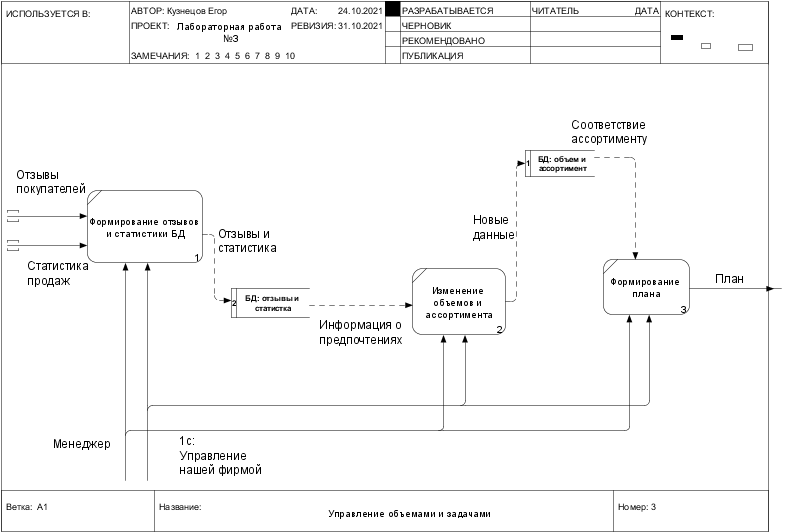 ИСПОЛЬЗУЕТСЯ В:
АВТОР: Кузнецов Егор
ДАТА: 24.10.2021
РАЗРАБАТЫВАЕТСЯ
ЧИТАТЕЛЬ
ДАТА
КОНТЕКСТ:
ПРОЕКТ: Лабораторная работа
№3
РЕВИЗИЯ: 31.10.2021
ЧЕРНОВИК
РЕКОМЕНДОВАНО
ЗАМЕЧАНИЯ: 1 2 3 4 5 6 7 8 9 10
ПУБЛИКАЦИЯ
Соответствие
ассортименту
1
БД: объем и
ассортимент
Отзывы
покупателей
Формирование отзывов
и статистики БД
1
Статистика
продаж
Отзывы и
статистика
Новые
данные
2
БД: отзывы и
статистка
Информация о
предпочтениях
Изменение
объемов и
ассортимента
2
Формирование
плана
3
План
Менеджер
1с:
Управление
нашей фирмой
Ветка: А1
Название:
Управление объемами и задачами
Номер: 3